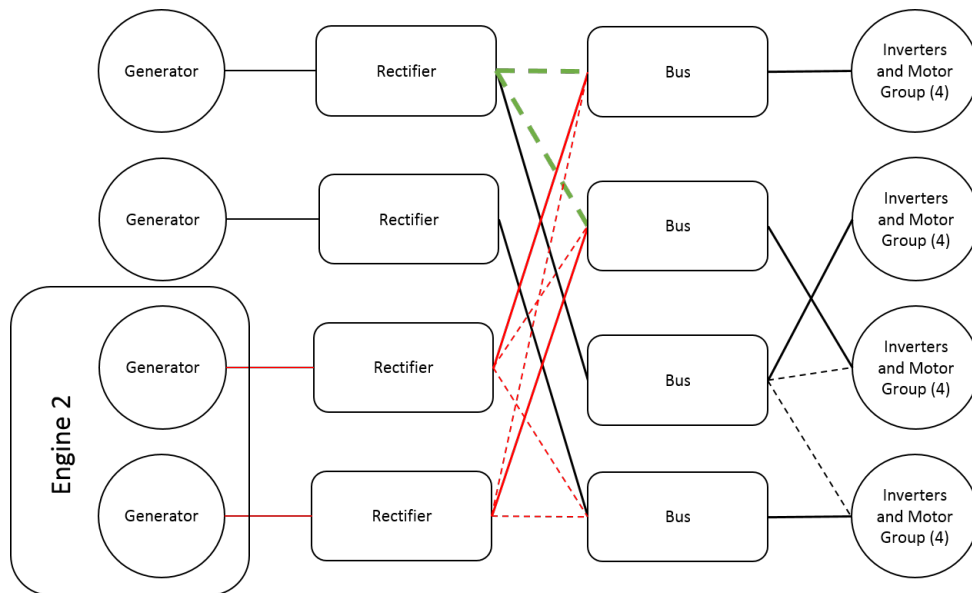 Generator
Rectifier
Bus
Inverters
and Motor
Group (4)
Generator
Rectifier
Bus
Inverters
and Motor
Group (4)
Engine 2
Generator
Rectifier
Bus
Inverters
and Motor
Group (4)
Generator
Rectifier
Bus
Inverters
and Motor
Group (4)